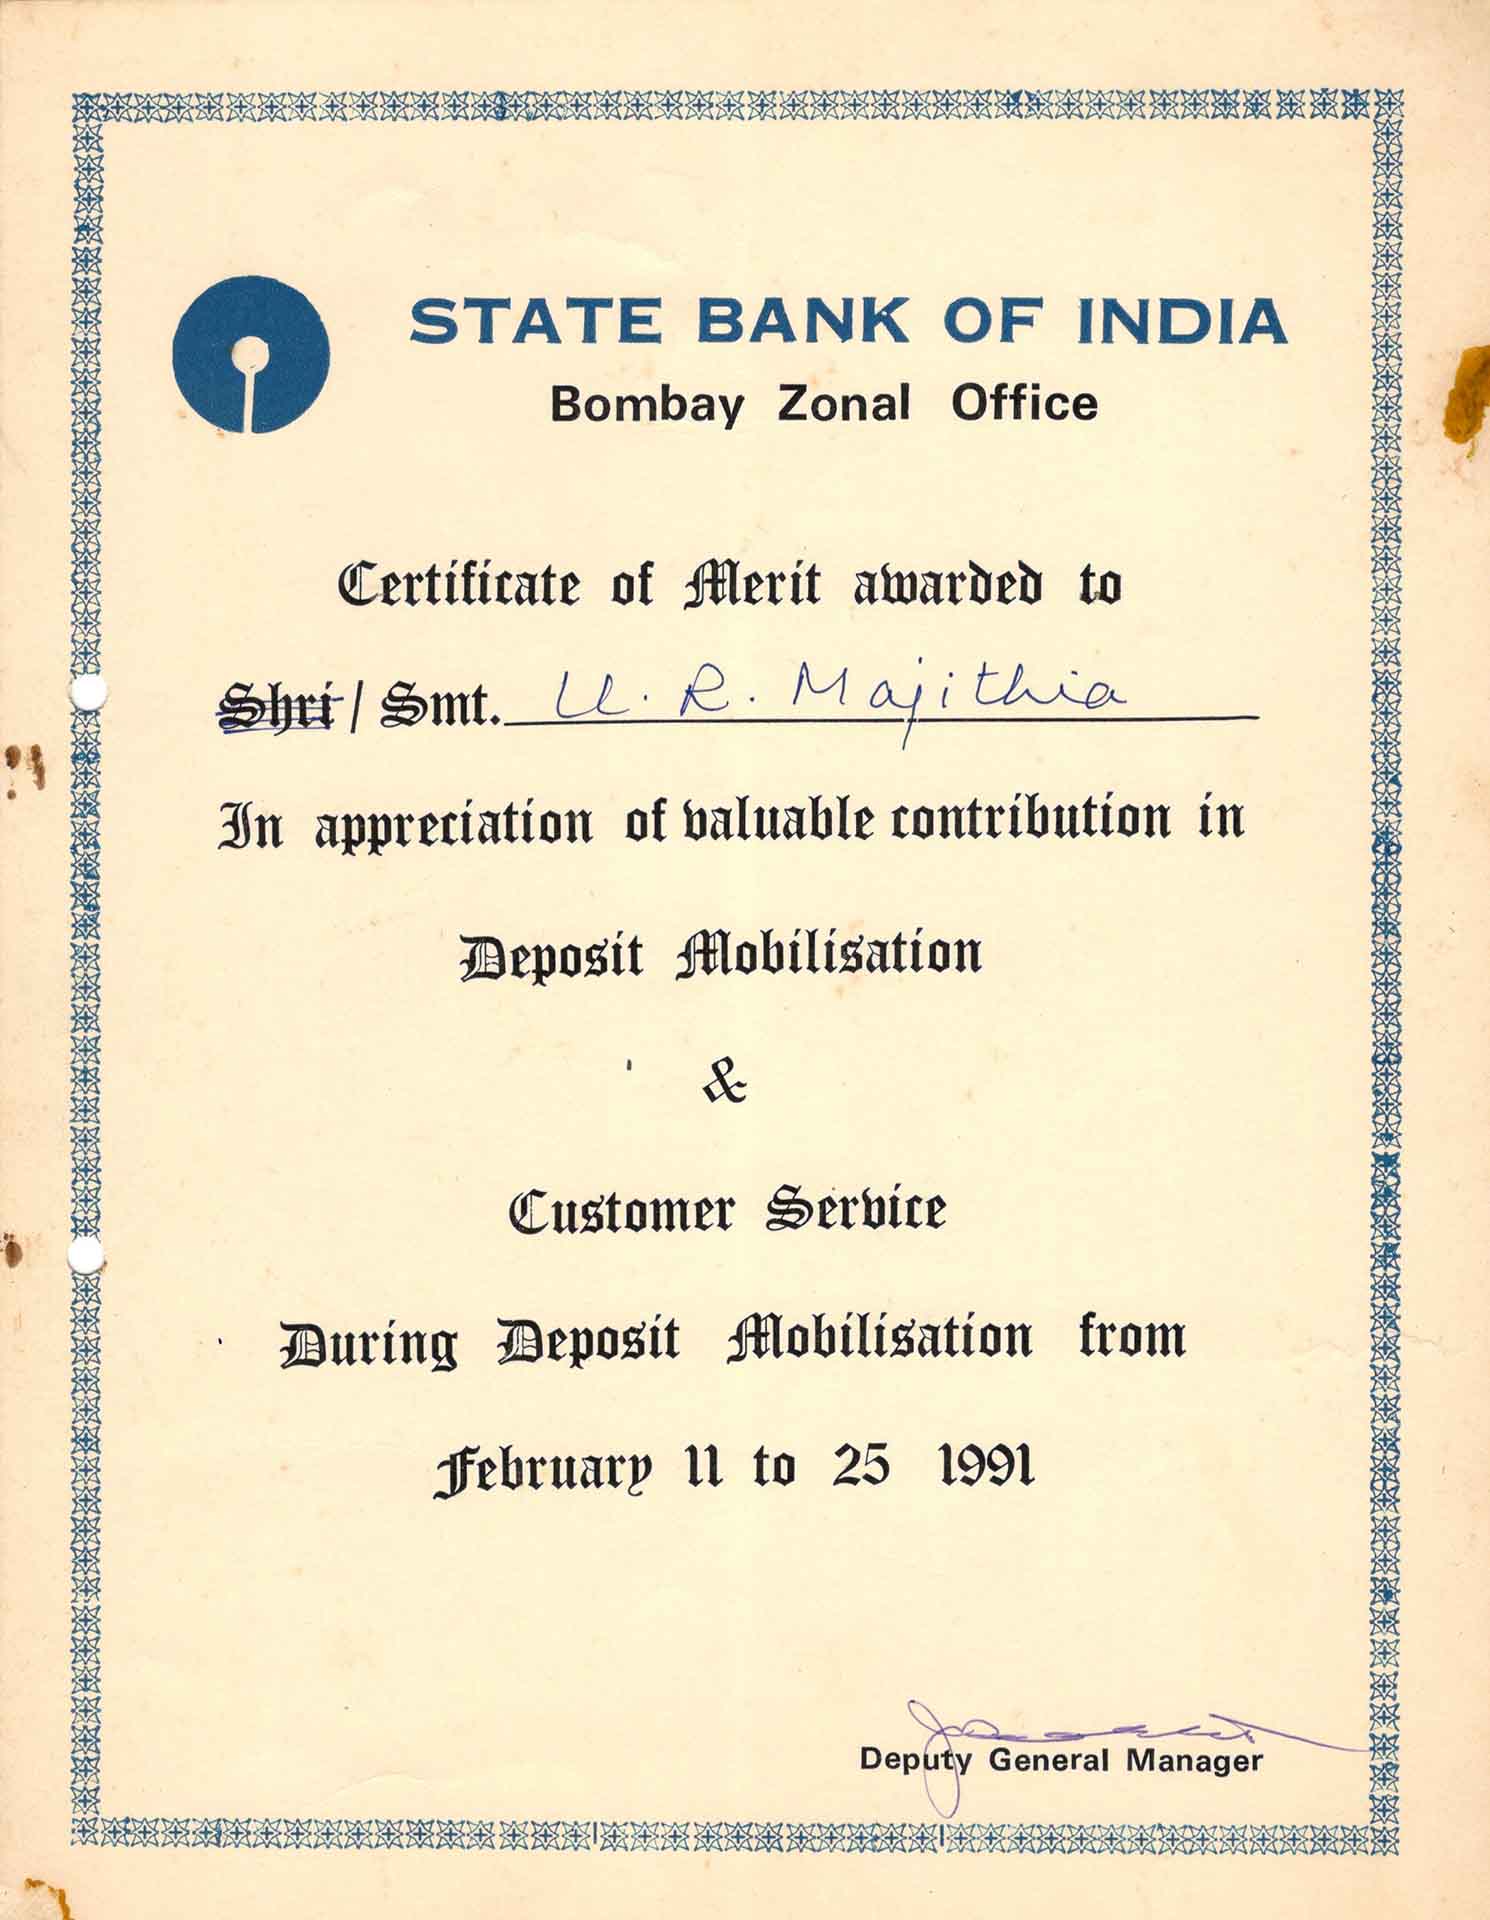 STATE BANK OF INDIA
Bombay Zonal Office
Certificate of Merit awarded to
Shri / Smt. U. R. Majithia
In appreciation of valuable contribution in
Deposit Mobilisation
&
Customer Service
During Deposit Mobilisation from
February 11 to 25 1991
Deputy General Manager